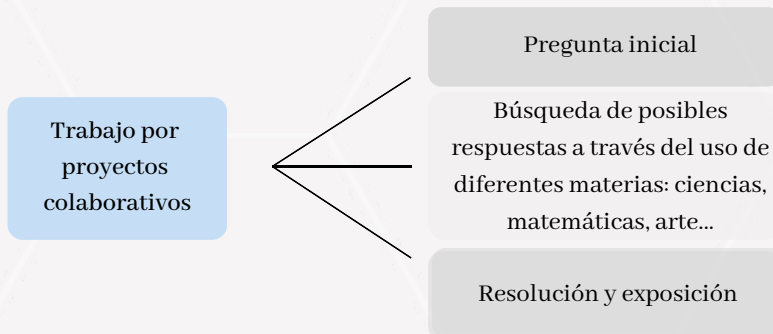 Trabajo por
proyectos
colaborativos
Pregunta inicial
Búsqueda de posibles
respuestas a través del uso de
diferentes materias: ciencias,
matemáticas, arte...
Resolución y exposición